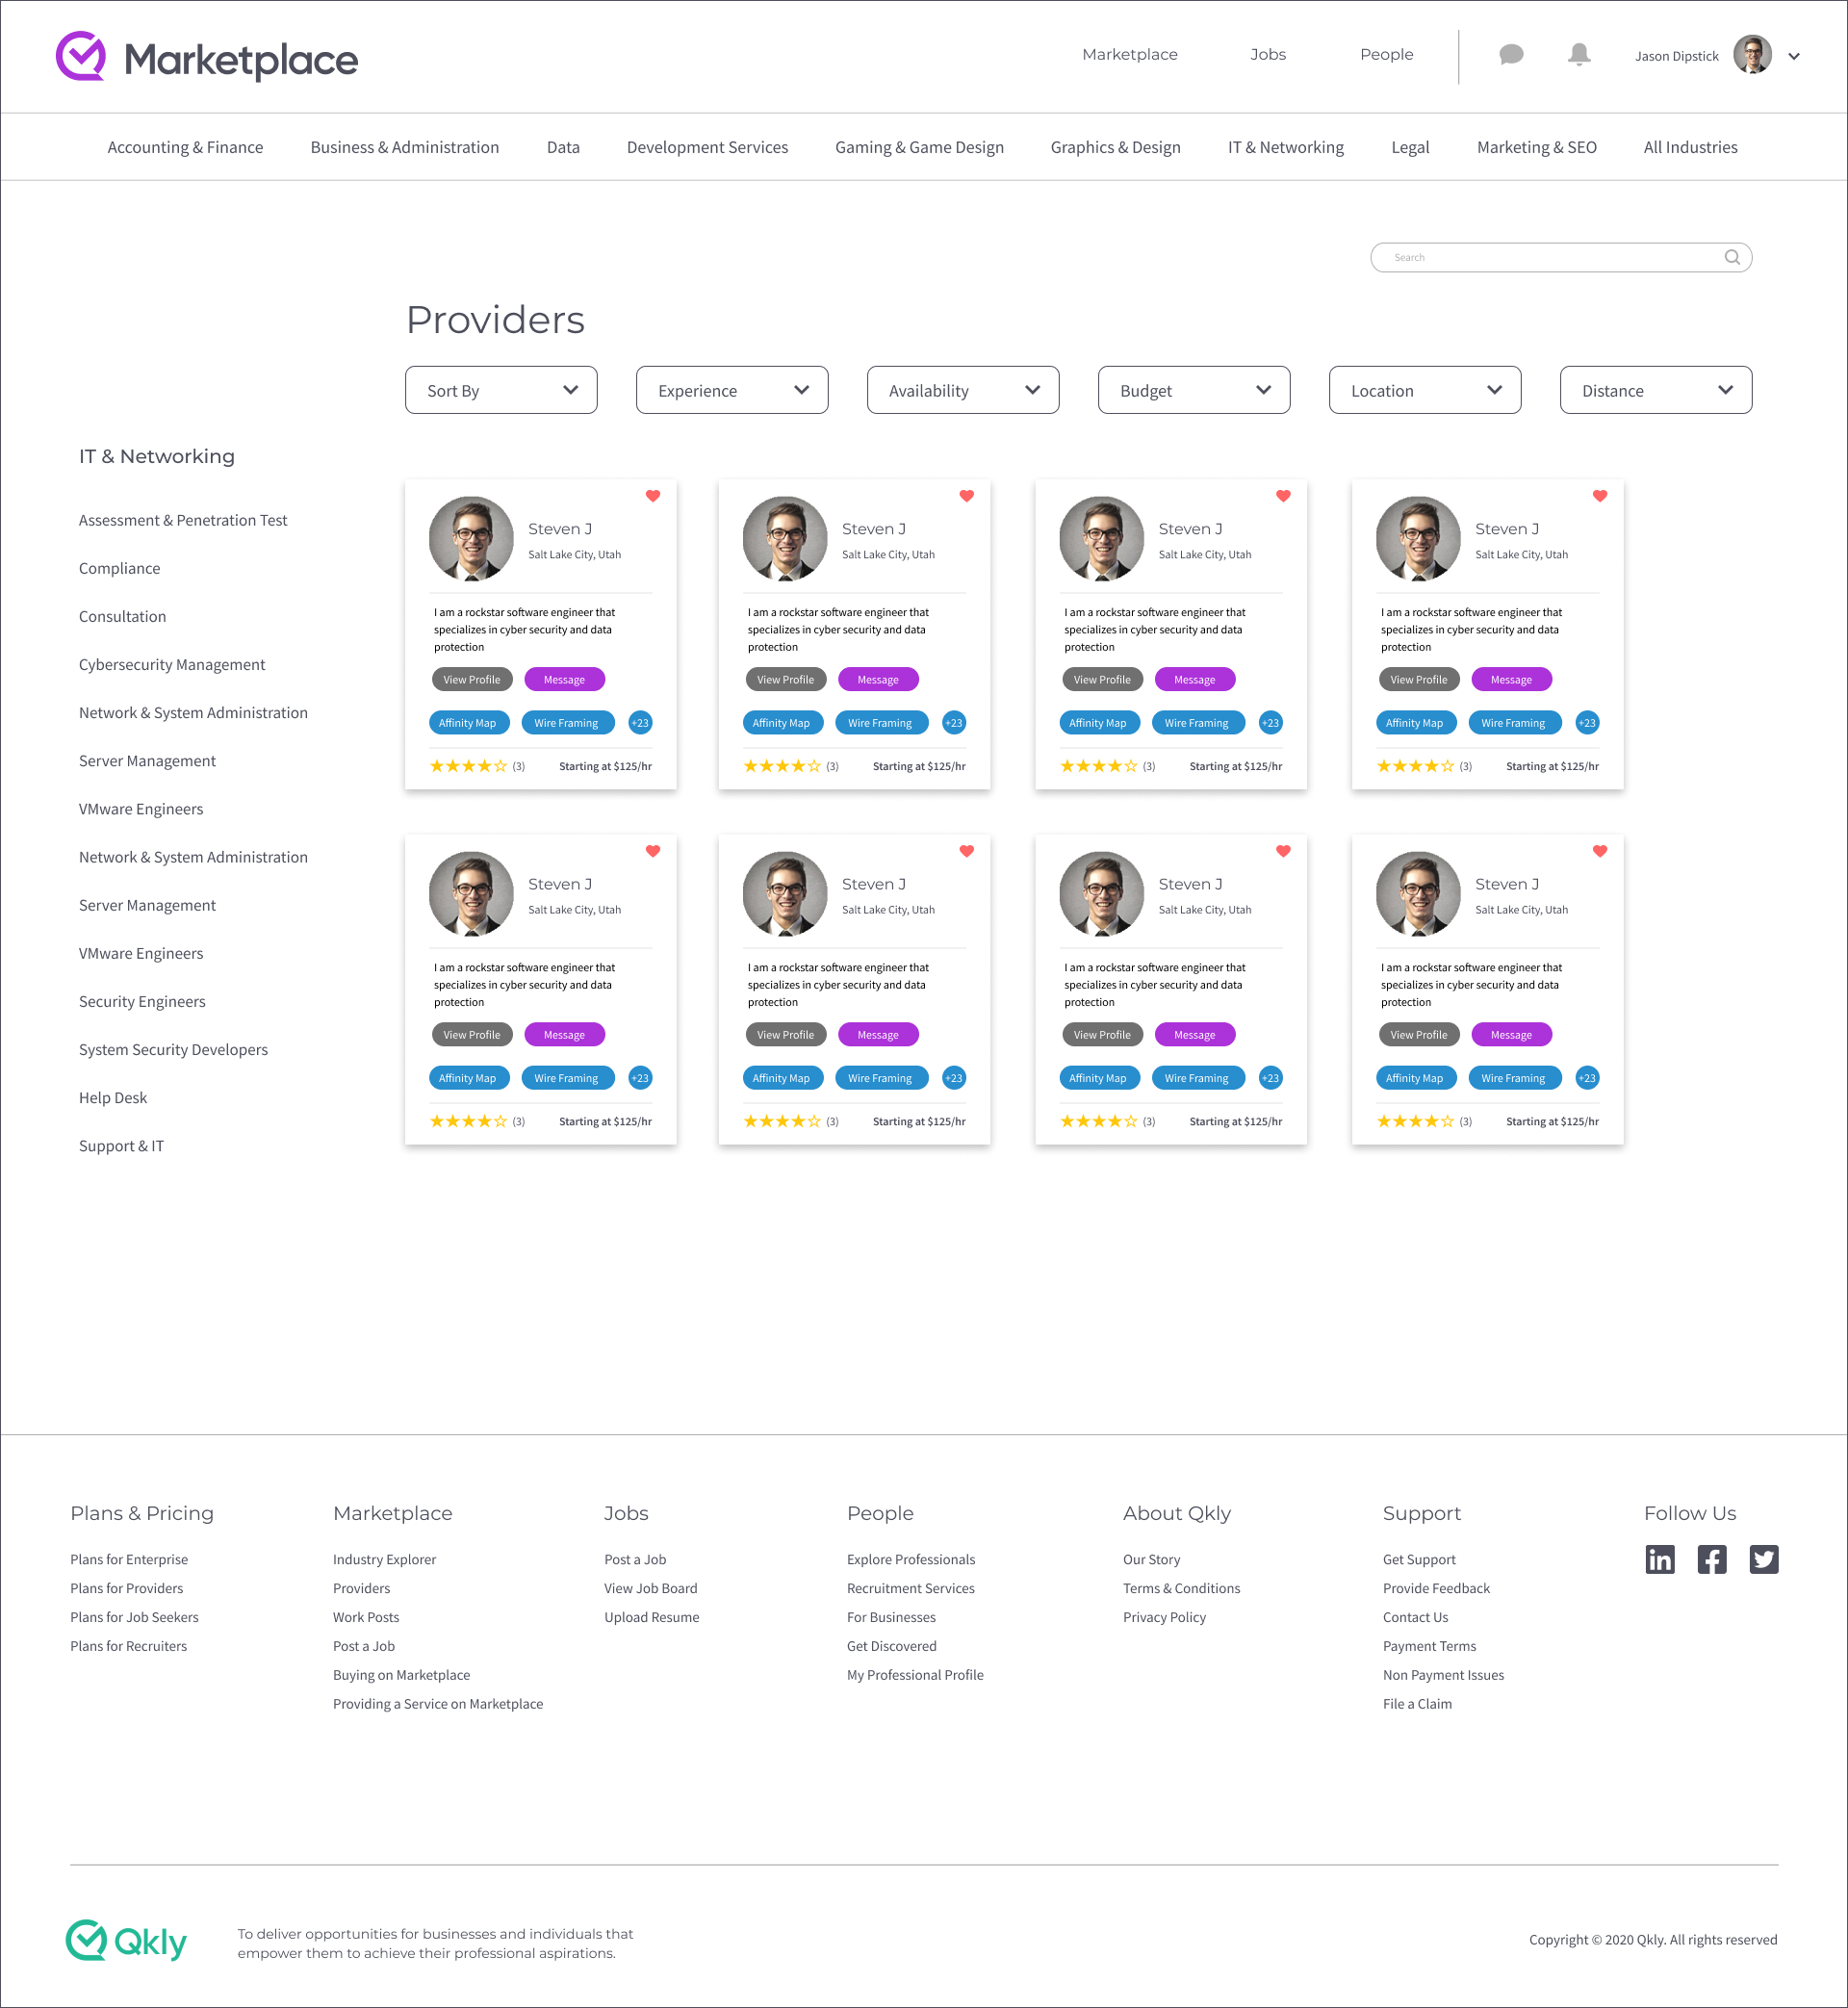 Marketplace
Marketplace Jobs People Jason Dipstick
Accounting & Finance Business & Administration Data Development Services Gaming & Game Design Graphics & Design IT & Networking Legal Marketing & SEO All Industries
Search
Providers
Sort By Experience Availability Budget Location Distance
IT & Networking
Assessment & Penetration Test
Compliance
Consultation
Cybersecurity Management
Network & System Administration
Server Management
VMware Engineers
Network & System Administration
Server Management
VMware Engineers
Security Engineers
System Security Developers
Help Desk
Support & IT
Steven J
Salt Lake City, Utah
I am a rockstar software engineer that
specializes in cyber security and data
protection
View Profile Message
Affinity Map Wire Framing +23
(3) Starting at $125/hr
Steven J
Salt Lake City, Utah
I am a rockstar software engineer that
specializes in cyber security and data
protection
View Profile Message
Affinity Map Wire Framing +23
(3) Starting at $125/hr
Steven J
Salt Lake City, Utah
I am a rockstar software engineer that
specializes in cyber security and data
protection
View Profile Message
Affinity Map Wire Framing +23
(3) Starting at $125/hr
Steven J
Salt Lake City, Utah
I am a rockstar software engineer that
specializes in cyber security and data
protection
View Profile Message
Affinity Map Wire Framing +23
(3) Starting at $125/hr
Steven J
Salt Lake City, Utah
I am a rockstar software engineer that
specializes in cyber security and data
protection
View Profile Message
Affinity Map Wire Framing +23
(3) Starting at $125/hr
Steven J
Salt Lake City, Utah
I am a rockstar software engineer that
specializes in cyber security and data
protection
View Profile Message
Affinity Map Wire Framing +23
(3) Starting at $125/hr
Steven J
Salt Lake City, Utah
I am a rockstar software engineer that
specializes in cyber security and data
protection
View Profile Message
Affinity Map Wire Framing +23
(3) Starting at $125/hr
Steven J
Salt Lake City, Utah
I am a rockstar software engineer that
specializes in cyber security and data
protection
View Profile Message
Affinity Map Wire Framing +23
(3) Starting at $125/hr
Plans & Pricing
Plans for Enterprise
Plans for Providers
Plans for Job Seekers
Plans for Recruiters
Marketplace
Industry Explorer
Providers
Work Posts
Post a Job
Buying on Marketplace
Providing a Service on Marketplace
Jobs
Post a Job
View Job Board
Upload Resume
People
Explore Professionals
Recruitment Services
For Businesses
Get Discovered
My Professional Profile
About Qkly
Our Story
Terms & Conditions
Privacy Policy
Support
Get Support
Provide Feedback
Contact Us
Payment Terms
Non Payment Issues
File a Claim
Follow Us
Qkly
To deliver opportunities for businesses and individuals that
empower them to achieve their professional aspirations.
Copyright © 2020 Qkly. All rights reserved